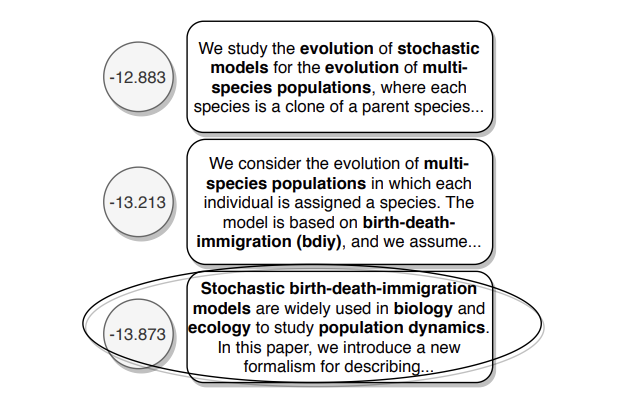 -12.883
We study the evolution of stochastic
models for the evolution of multi-
species populations, where each
species is a clone of a parent species...
-13.213
We consider the evolution of multi-
species populations in which each
individual is assigned a species. The
model is based on birth-death-
immigration (bdiy), and we assume...
-13.873
Stochastic birth-death-immigration
models are widely used in biology and
ecology to study population dynamics.
In this paper, we introduce a new
formalism for describing...